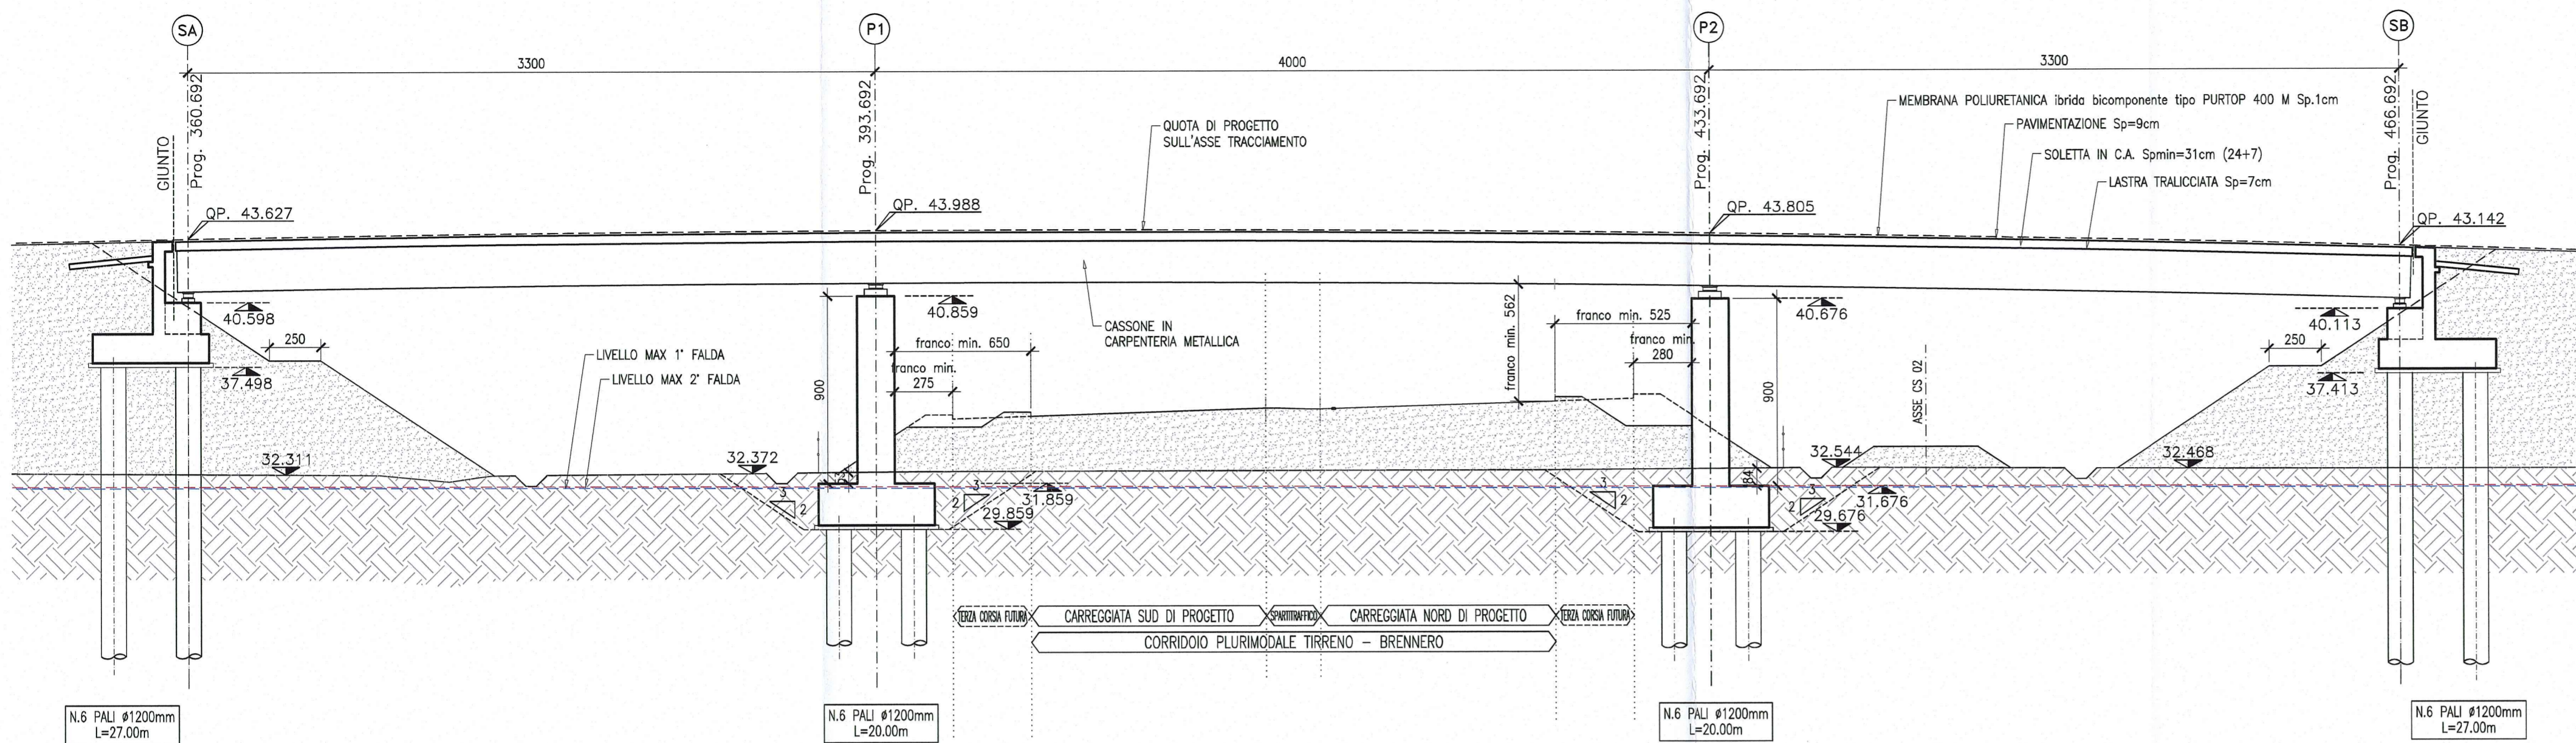 SA
P1
P2
SB
3300
4000
3300
Prog. 360.692
Prog. 393.692
Prog. 433.692
Prog. 466.692
GIUNTO
GIUNTO
MEMBRANA POLIURETANICA ibrida bicomponente tipo PURTOP 400 M Sp.1cm
PAVIMENTAZIONE Sp=9cm
SOLETTA IN C.A. Spmin=31cm (24+7)
LASTRA TRALICCIATA Sp=7cm
QUOTA DI PROGETTO
SULL'ASSE TRACCIAMENTO
QP. 43.627
QP. 43.988
QP. 43.805
QP. 43.142
40.598
40.859
40.676
40.113
CASSONE IN
CARPENTERIA METALLICA
250
250
37.498
37.413
LIVELLO MAX 1° FALDA
LIVELLO MAX 2° FALDA
900
franco min. 650
franco min.
275
franco min. 562
franco min. 525
franco min.
280
900
ASSE CS 02
32.311
32.372
32.544
32.468
84
3
2
3
2
31.859
29.859
3
2
3
2
31.676
29.676
TERZA CORSIA FUTURA
CARREGGIATA SUD DI PROGETTO
SPARTITRAFFICO
CARREGGIATA NORD DI PROGETTO
TERZA CORSIA FUTURA
CORRIDOIO PLURIMODALE TIRRENO - BRENNERO
N.6 PALI ø1200mm
L=27.00m
N.6 PALI ø1200mm
L=20.00m
N.6 PALI ø1200mm
L=20.00m
N.6 PALI ø1200mm
L=27.00m